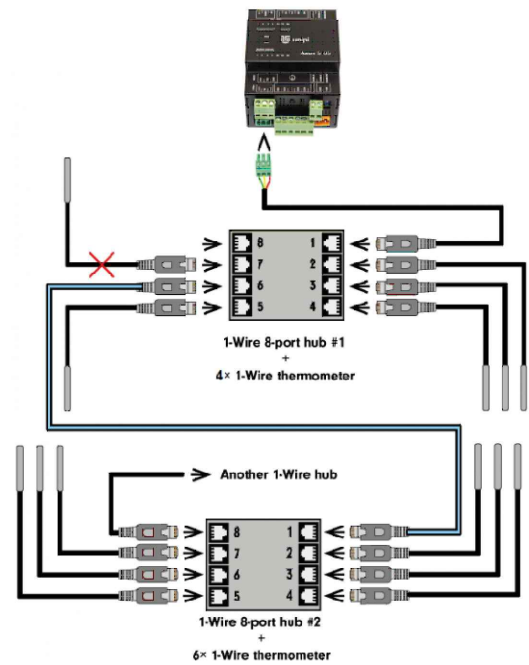 8 1
7 2
6 3
5 4
1-Wire 8-port hub #1
+
4× 1-Wire thermometer
Another 1-Wire hub
8 1
7 2
6 3
5 4
1-Wire 8-port hub #2
+
6× 1-Wire thermometer